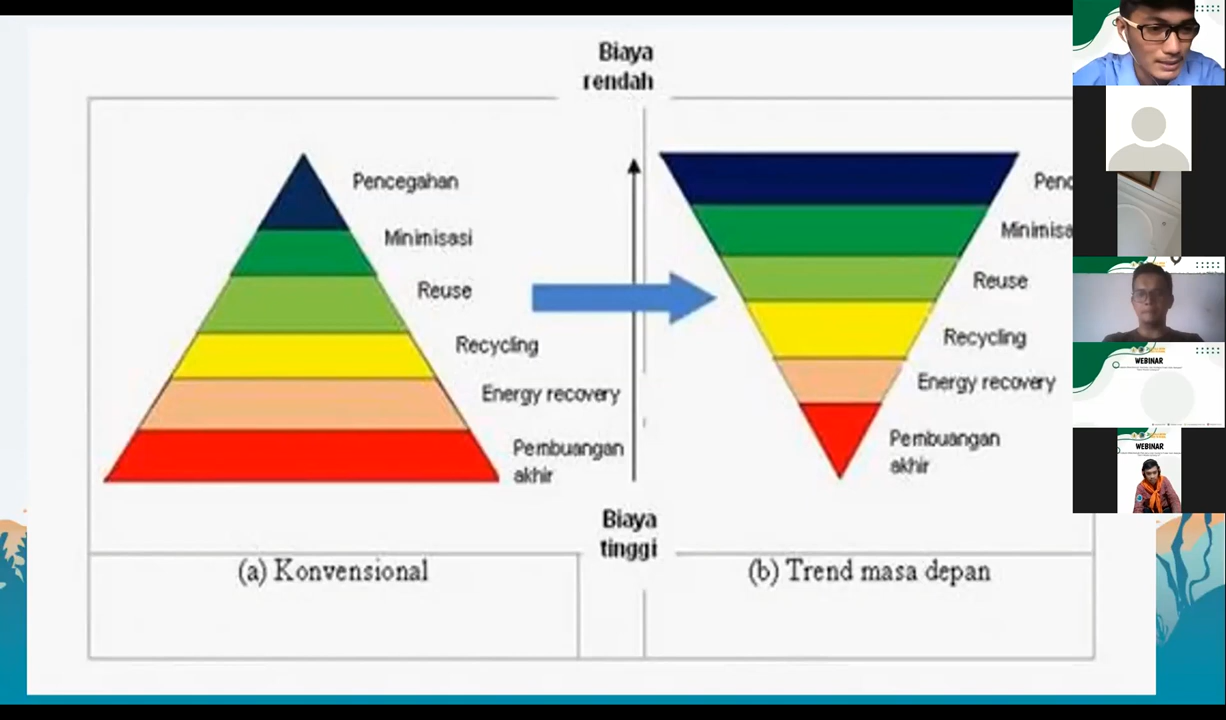 Biaya
rendah
Pencegahan
Minimisasi
Reuse
Recycling
Energy recovery
Pembuangan
akhir
Penc
Minimisa
Reuse
Recycling
Energy recovery
Pembuangan
akhir
Biaya
tinggi
(a) Konvensional
(b) Trend masa depan
WEBINAR
WEBINAR